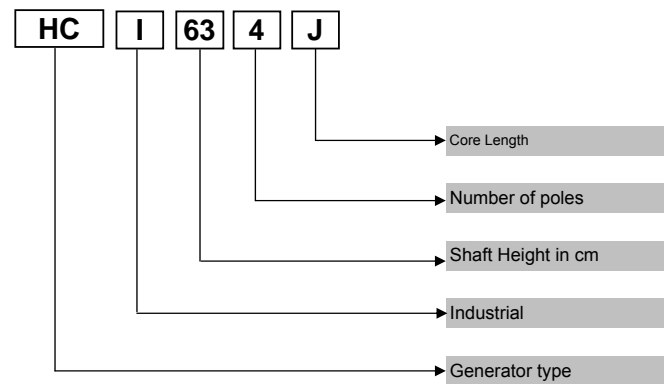 HC I 63 4 J
Core Length
Number of poles
Shaft Height in cm
Industrial
Generator type